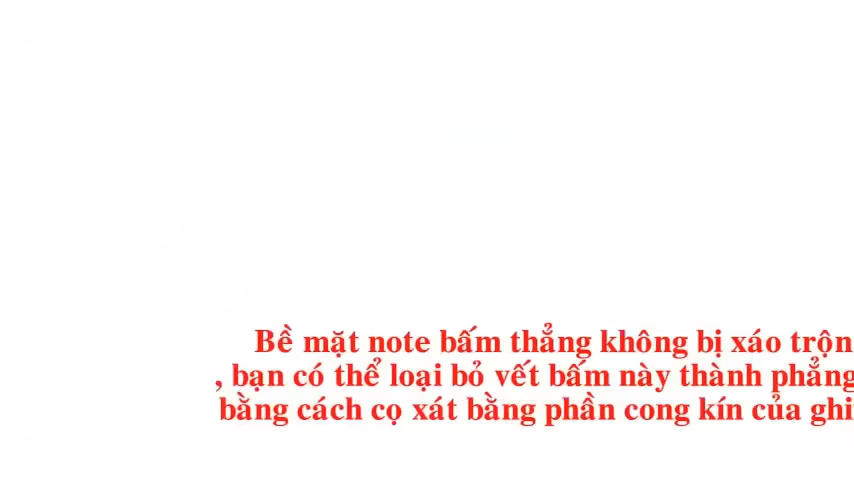 Bề mặt note bấm thẳng không bị xáo trộn
, bạn có thể loại bỏ vết bấm này thành phẳng
bằng cách cọ xát bằng phần cong kín của ghi